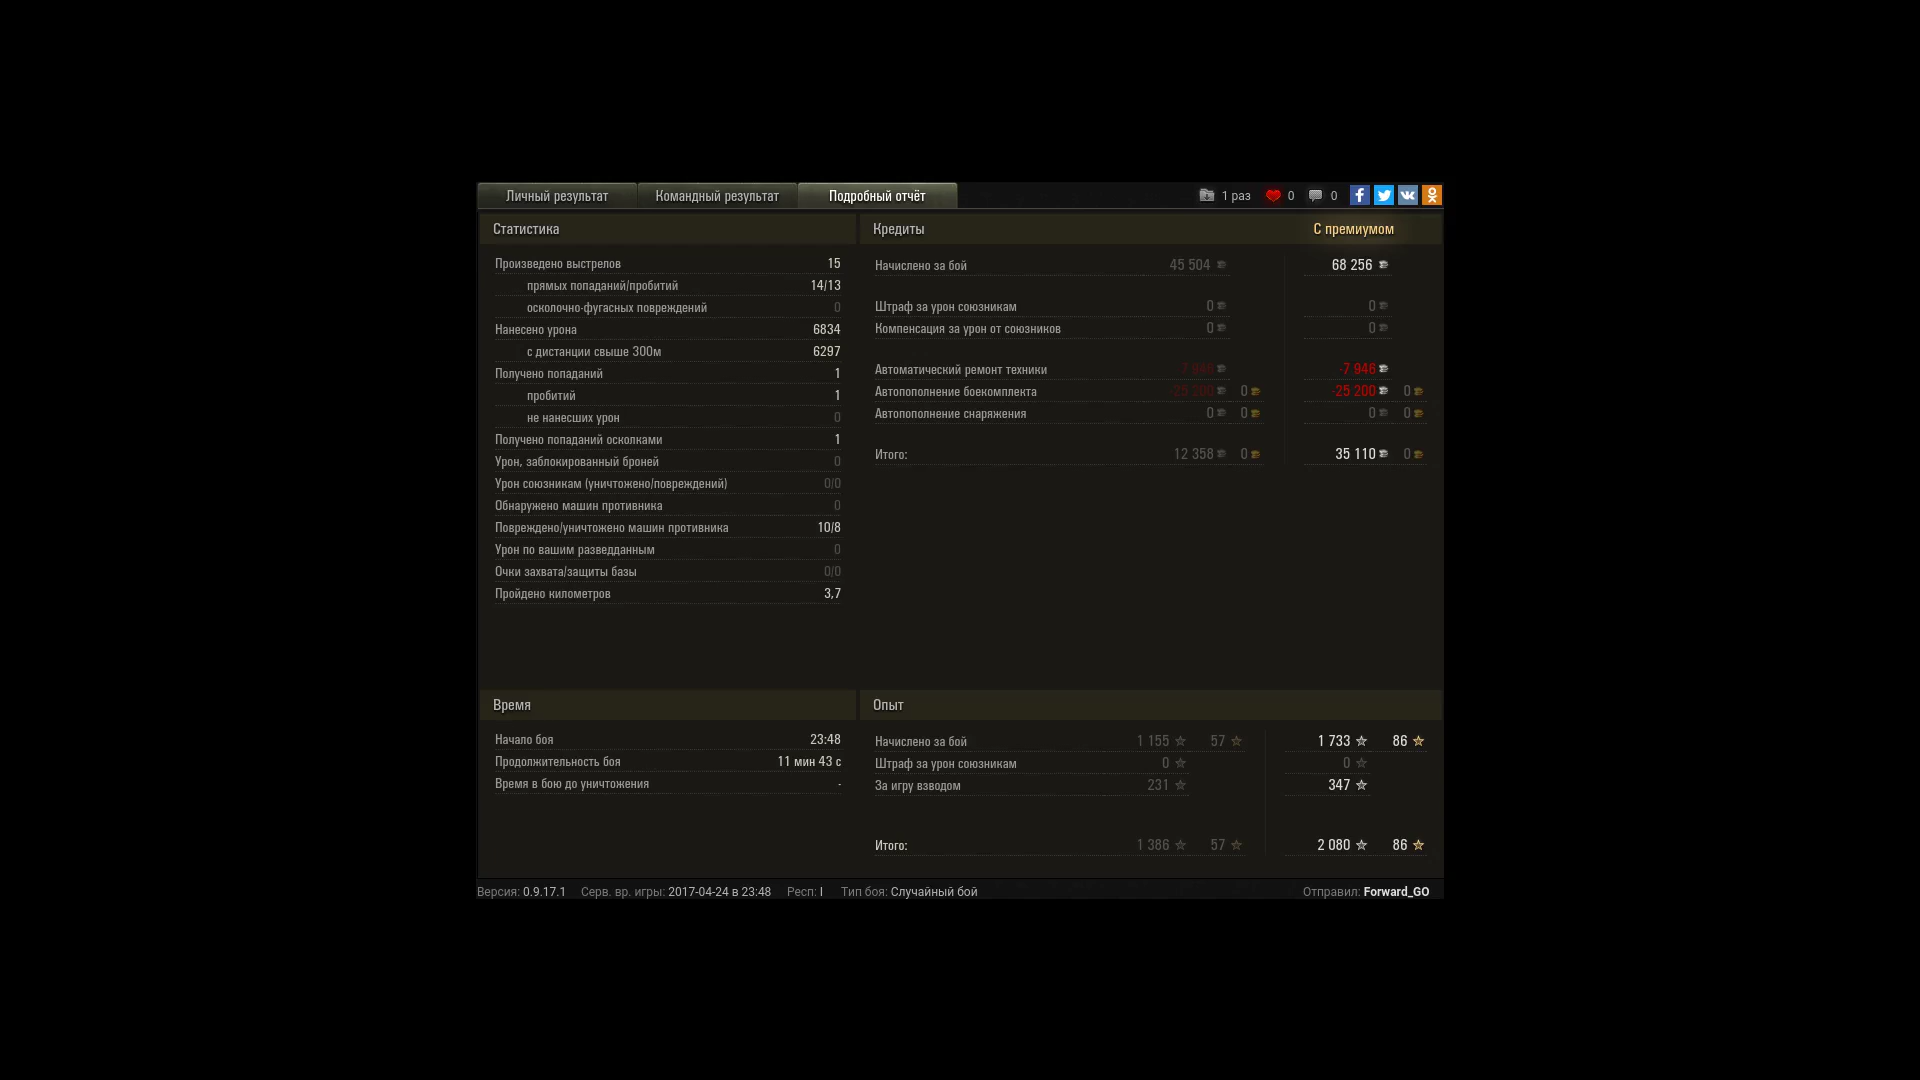 Личный результат Командный результат Подробный отчёт 1 раз 0 0
Статистика
Произведено выстрелов 15
прямых попаданий/пробитий 14/13
осколочно-фугасных повреждений 0
Нанесено урона 6834
с дистанции свыше 300м 6297
Получено попаданий 1
пробитий 1
не нанесших урон 0
Получено попаданий осколками 1
Урон, заблокированный броней 0
Урон союзникам (уничтожено/повреждений) 0/0
Обнаружено машин противника 0
Повреждено/уничтожено машин противника 10/8
Урон по вашим разведданным 0
Очки захвата/защиты базы 0/0
Пройдено километров 3,7
Кредиты С премиумом
Начислено за бой 45 504 68 256
Штраф за урон союзникам 0 0
Компенсация за урон от союзников 0 0
Автоматический ремонт техники -7 946 -7 946
Автопополнение боекомплекта -25 200 0 -25 200 0
Автопополнение снаряжения 0 0 0 0
Итого: 12 358 0 35 110 0
Время
Начало боя 23:48
Продолжительность боя 11 мин 43 с
Время в бою до уничтожения -
Опыт
Начислено за бой 1 155 57 1 733 86
Штраф за урон союзникам 0 0
За игру взводом 231 347
Итого: 1 386 57 2 080 86
Версия: 0.9.17.1 Серв. вр. игры: 2017-04-24 в 23:48 Респ: I Тип боя: Случайный бой Отправил: Forward_GO